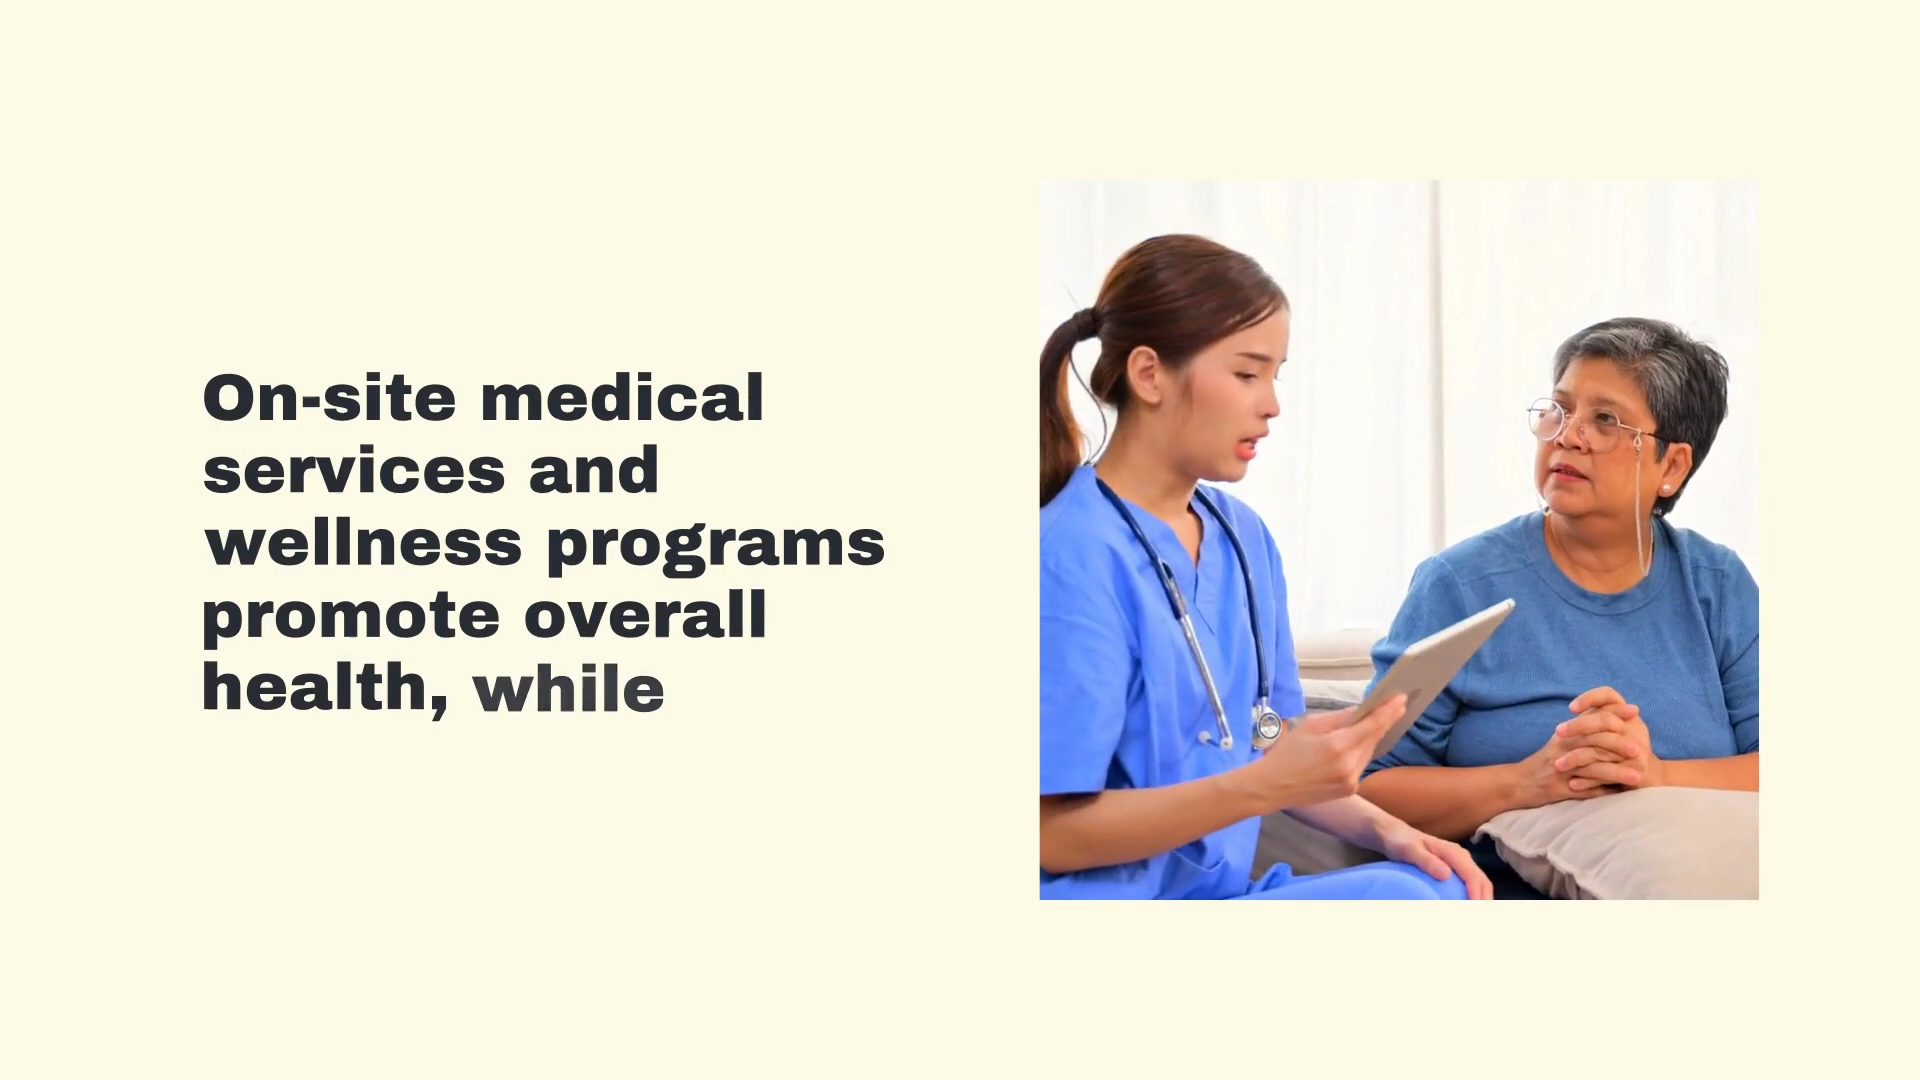 On-site medical
services and
wellness programs
promote overall
health, while